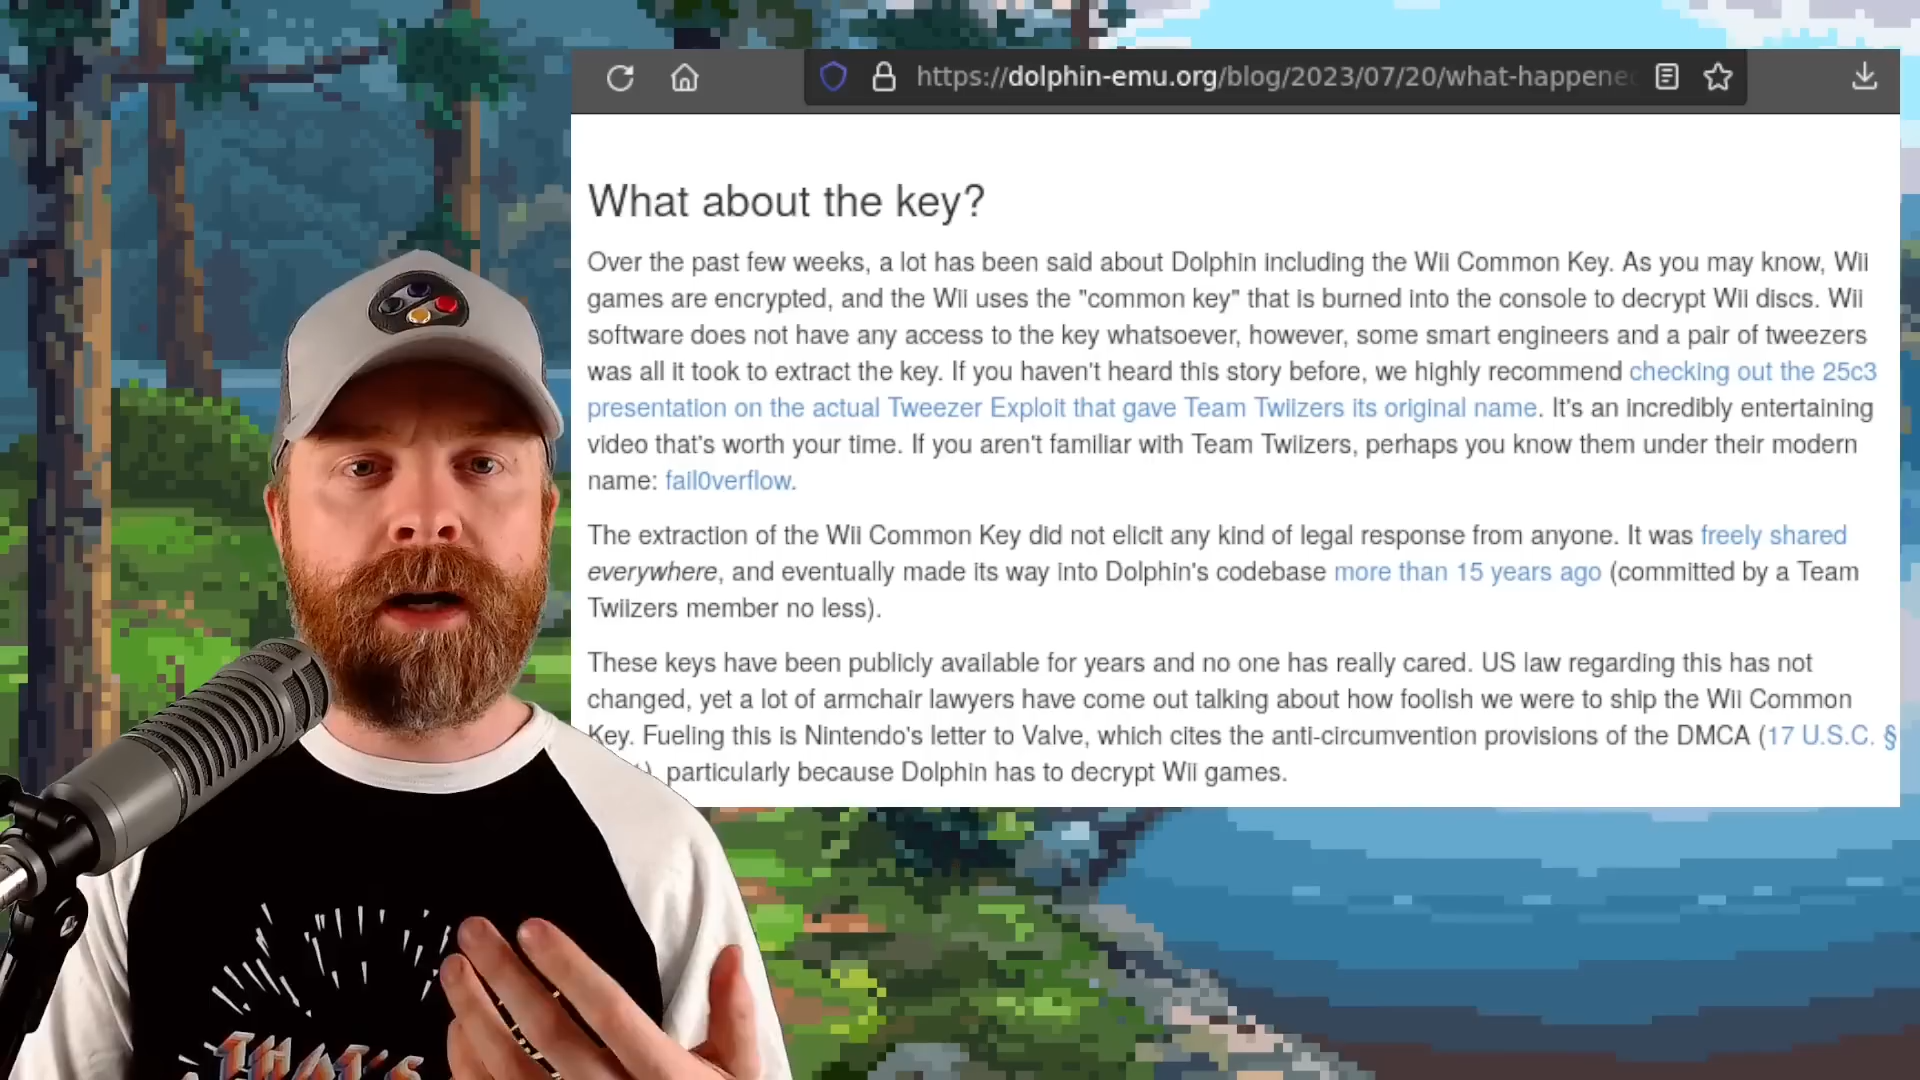 https://dolphin-emu.org/blog/2023/07/20/what-happene
What about the key?
Over the past few weeks, a lot has been said about Dolphin including the Wii Common Key. As you may know, Wii
games are encrypted, and the Wii uses the "common key" that is burned into the console to decrypt Wii discs. Wii
software does not have any access to the key whatsoever, however, some smart engineers and a pair of tweezers
was all it took to extract the key. If you haven't heard this story before, we highly recommend checking out the 25c3
presentation on the actual Tweezer Exploit that gave Team Twiizers its original name. It's an incredibly entertaining
video that's worth your time. If you aren't familiar with Team Twiizers, perhaps you know them under their modern
name: fail0verflow.
The extraction of the Wii Common Key did not elicit any kind of legal response from anyone. It was freely shared
everywhere, and eventually made its way into Dolphin's codebase more than 15 years ago (committed by a Team
Twiizers member no less).
These keys have been publicly available for years and no one has really cared. US law regarding this has not
changed, yet a lot of armchair lawyers have come out talking about how foolish we were to ship the Wii Common
Key. Fueling this is Nintendo's letter to Valve, which cites the anti-circumvention provisions of the DMCA (17 U.S.C. §
particularly because Dolphin has to decrypt Wii games.
THAT'S